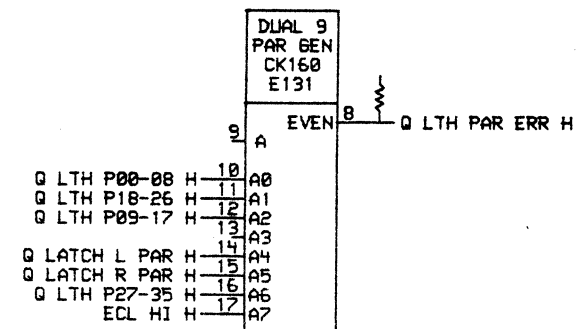 DUAL 9
PAR GEN
CK160
E131
EVEN 8 Q LTH PAR ERR H
9 A
Q LTH P00-08 H 10 A0
Q LTH P18-26 H 11 A1
Q LTH P09-17 H 12 A2
13 A3
Q LATCH L PAR H 14 A4
Q LATCH R PAR H 15 A5
Q LTH P27-35 H 16 A6
ECL HI H 17 A7